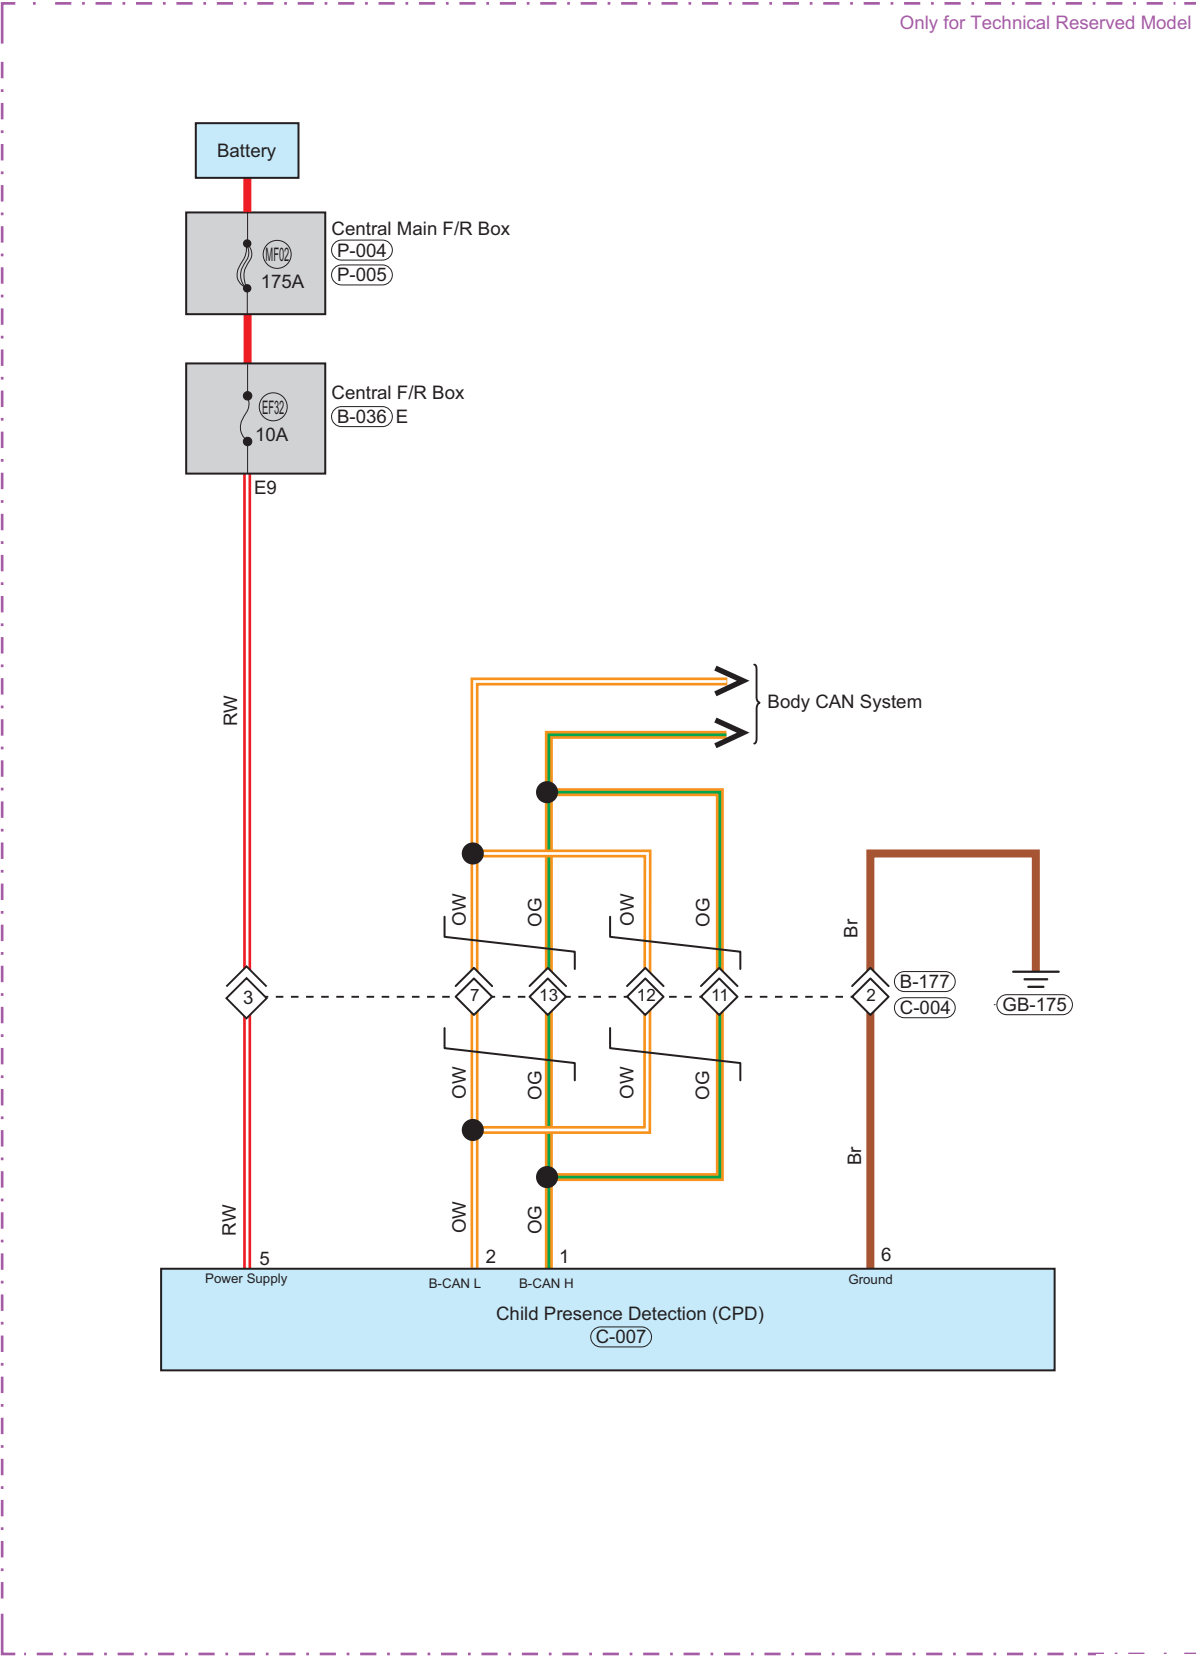 Only for Technical Reserved Model
Battery
Central Main F/R Box
P-004
MF02
175A
P-005
Central F/R Box
EF32
B-036 E
10A
E9
RW
Body CAN System
OW
OG
OW
OG
Br
3
7
13
12
11
2
B-177
C-004
GB-175
OW
OG
OW
OG
Br
RW
OW
OG
5
2
1
6
Power Supply
B-CAN L
B-CAN H
Ground
Child Presence Detection (CPD)
C-007